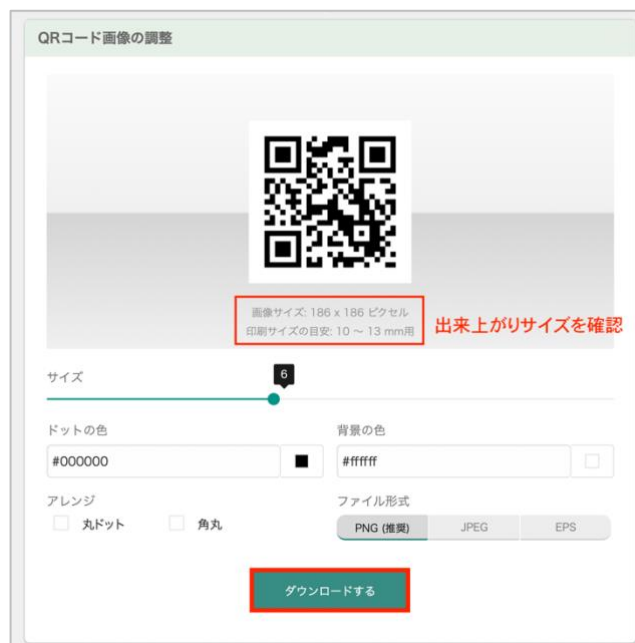 QRコード画像の調整
画像サイズ: 186 x 186 ピクセル
印刷サイズの目安: 10 ～ 13 mm用
出来上がりサイズを確認
サイズ
6
ドットの色
背景の色
#000000
#ffffff
アレンジ
ファイル形式
丸ドット
角丸
PNG (推奨)
JPEG
EPS
ダウンロードする